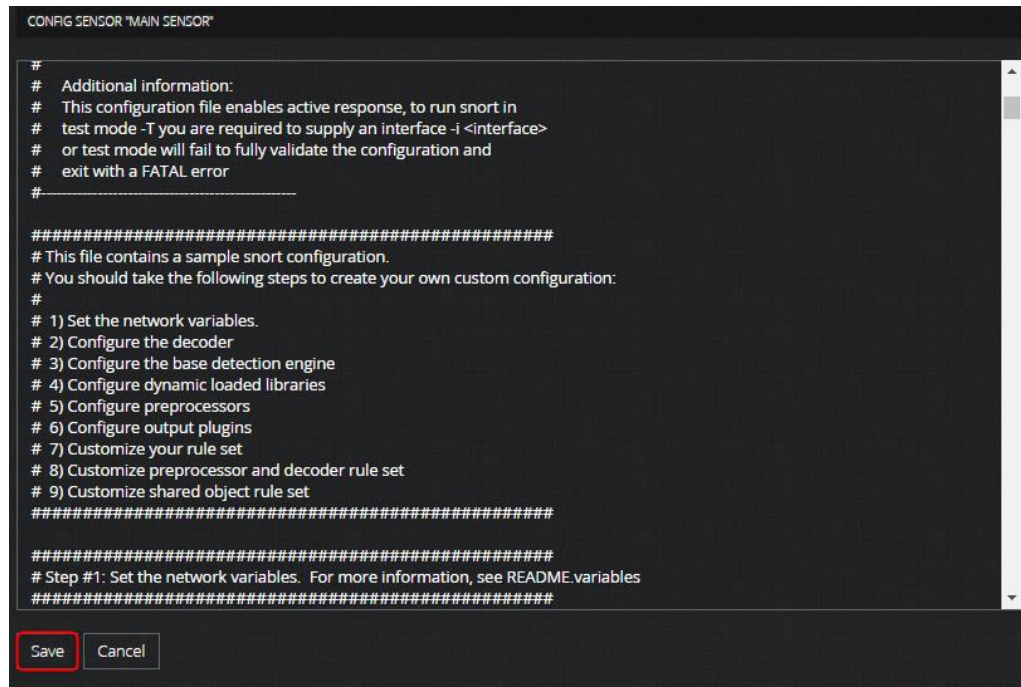 CONFIG SENSOR "MAIN SENSOR"
#
#     Additional information:
#     This configuration file enables active response, to run snort in
#     test mode -T you are required to supply an interface -i <interface>
#     or test mode will fail to fully validate the configuration and
#     exit with a FATAL error
#--------------------------------------------------

###################################################
# This file contains a sample snort configuration.
# You should take the following steps to create your own custom configuration:
#
#  1) Set the network variables.
#  2) Configure the decoder
#  3) Configure the base detection engine
#  4) Configure dynamic loaded libraries
#  5) Configure preprocessors
#  6) Configure output plugins
#  7) Customize your rule set
#  8) Customize preprocessor and decoder rule set
#  9) Customize shared object rule set
###################################################

###################################################
# Step #1: Set the network variables.  For more information, see README.variables
###################################################
Save
Cancel